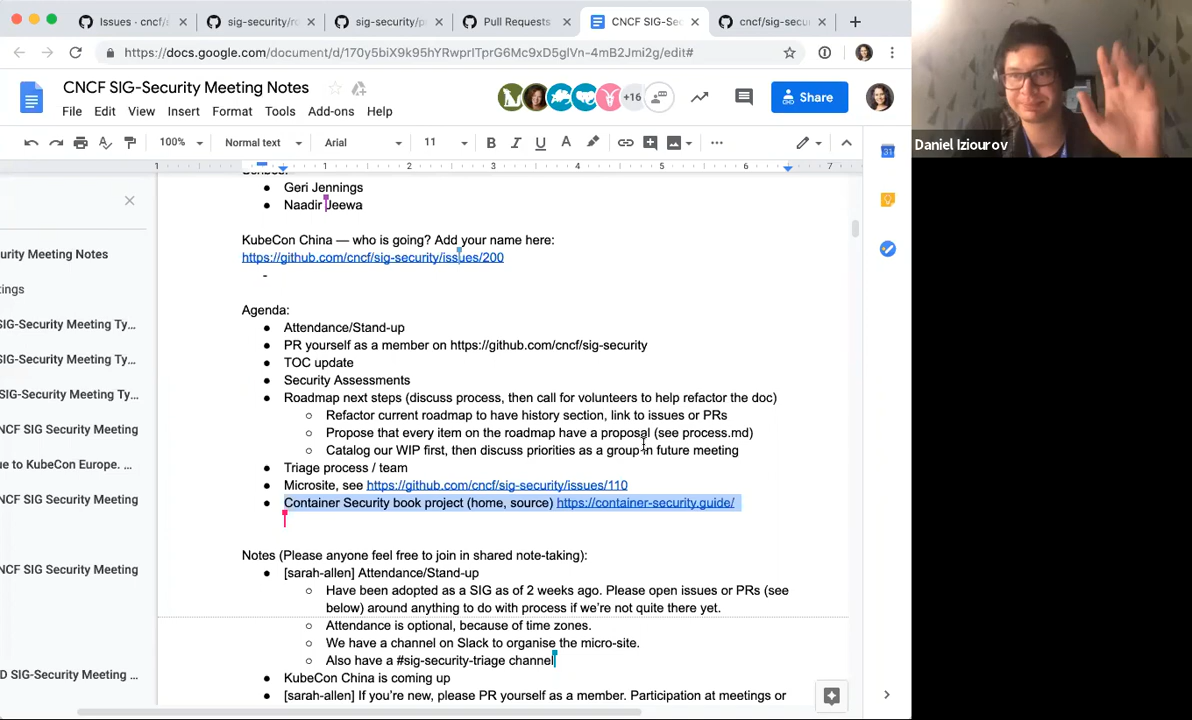 Issues · cncf/
sig-security/ro
sig-security/p
Pull Requests
CNCF SIG-Sec
cncf/sig-secu
https://docs.google.com/document/d/170y5biX9k95hYRwprITprG6Mc9xD5glVn-4mB2Jmi2g/edit#
CNCF SIG-Security Meeting Notes
File Edit View Insert Format Tools Add-ons Help
+16
Share
100% Normal text Arial 11
1 1 2 3 4 5 6 7
Daniel Iziourov
31
Geri Jennings
Naadir Jeewa
KubeCon China — who is going? Add your name here:
https://github.com/cncf/sig-security/issues/200
-
Agenda:
● Attendance/Stand-up
● PR yourself as a member on https://github.com/cncf/sig-security
● TOC update
● Security Assessments
● Roadmap next steps (discuss process, then call for volunteers to help refactor the doc)
○ Refactor current roadmap to have history section, link to issues or PRs
○ Propose that every item on the roadmap have a proposal (see process.md)
○ Catalog our WIP first, then discuss priorities as a group in future meeting
● Triage process / team
● Microsite, see https://github.com/cncf/sig-security/issues/110
● Container Security book project (home, source) https://container-security.guide/
Notes (Please anyone feel free to join in shared note-taking):
● [sarah-allen] Attendance/Stand-up
○ Have been adopted as a SIG as of 2 weeks ago. Please open issues or PRs (see
below) around anything to do with process if we're not quite there yet.
○ Attendance is optional, because of time zones.
○ We have a channel on Slack to organise the micro-site.
○ Also have a #sig-security-triage channel
● KubeCon China is coming up
● [sarah-allen] If you're new, please PR yourself as a member. Participation at meetings or
urity Meeting Notes
tings
SIG-Security Meeting Ty...
SIG-Security Meeting Ty...
SIG-Security Meeting Ty...
NCF SIG Security Meeting
ue to KubeCon Europe. ...
NCF SIG Security Meeting
NCF SIG Security Meeting
D SIG-Security Meeting ...